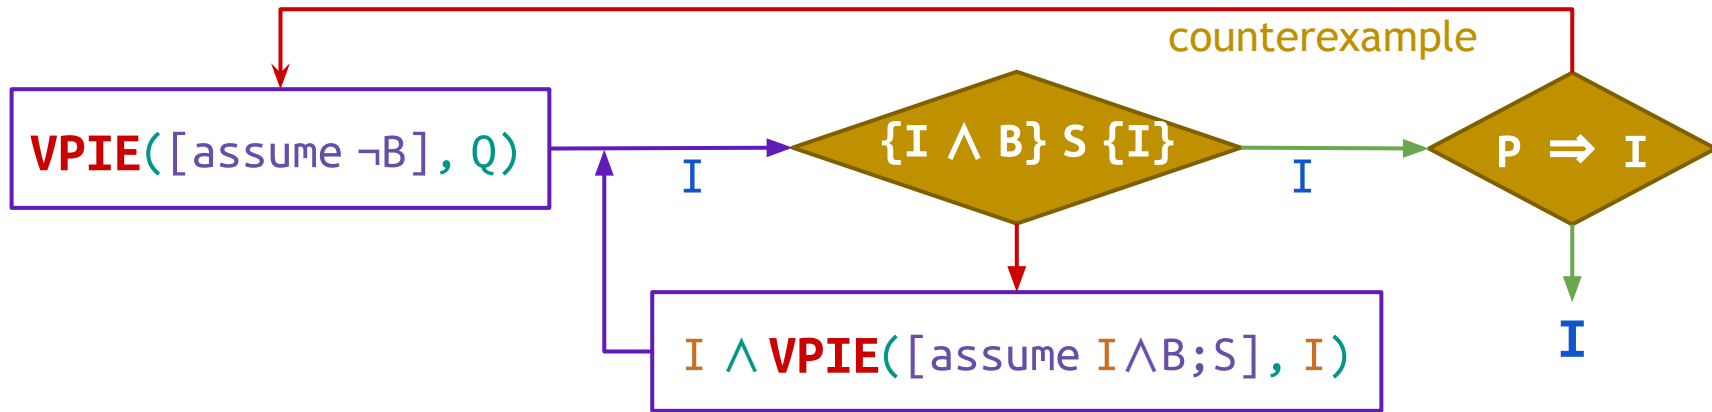 counterexample
VPIE([assume ¬B], Q)
I
{I ∧ B} S {I}
I
P ⇒ I
I ∧ VPIE([assume I∧B;S], I)
I